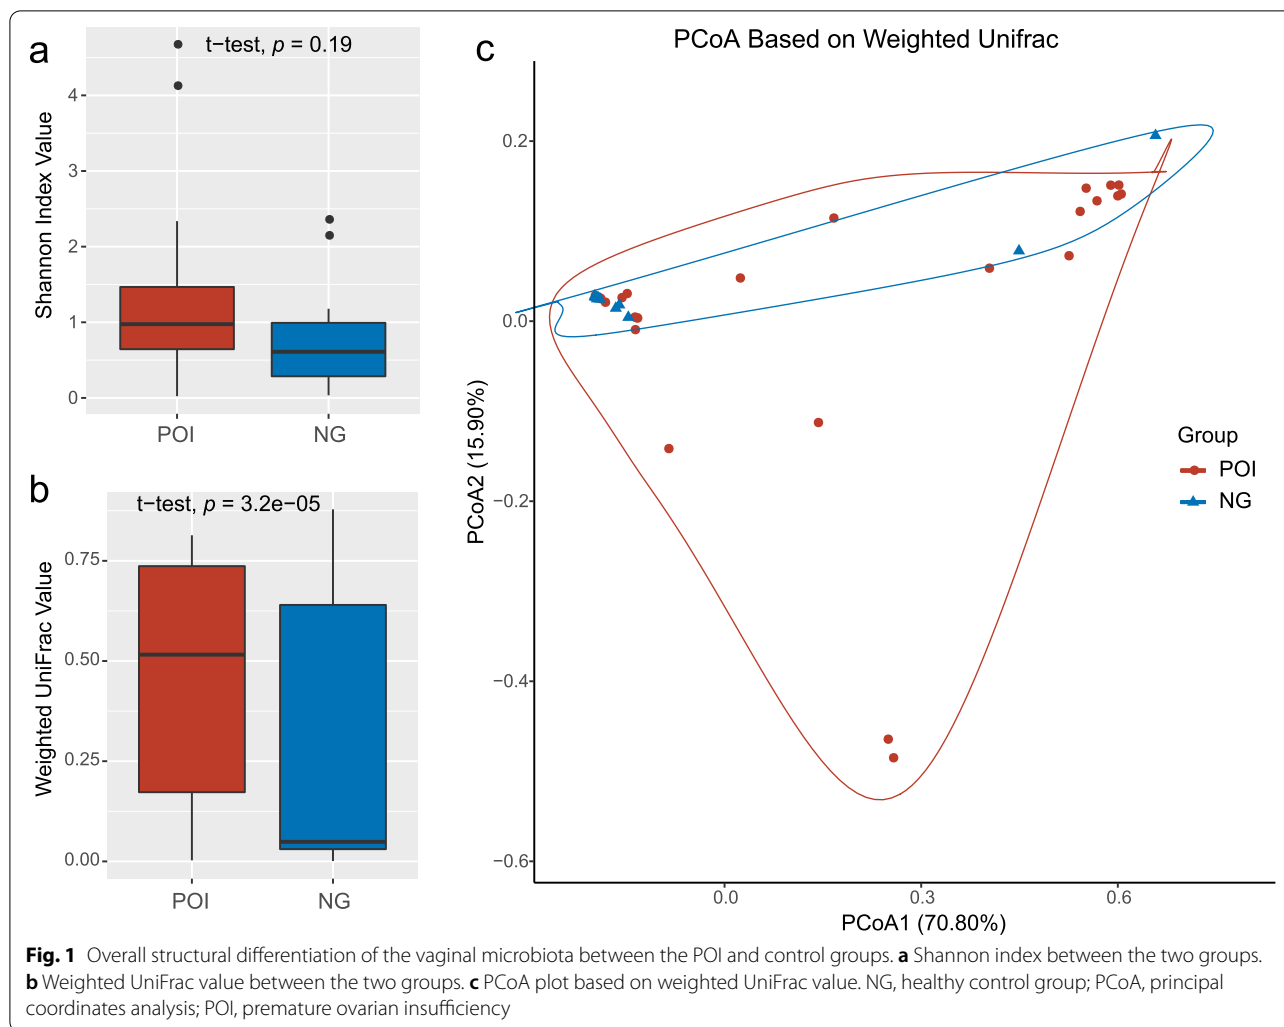 a
t−test, p = 0.19
Shannon Index Value
4
3
2
1
0
POI
NG
b
t−test, p = 3.2e−05
Weighted UniFrac Value
0.75
0.50
0.25
0.00
POI
NG
c
PCoA Based on Weighted Unifrac
PCoA2 (15.90%)
0.2
0.0
−0.2
−0.4
−0.6
0.0
0.3
0.6
PCoA1 (70.80%)
Group
POI
NG
Fig. 1 Overall structural differentiation of the vaginal microbiota between the POI and control groups. a Shannon index between the two groups.
b Weighted UniFrac value between the two groups. c PCoA plot based on weighted UniFrac value. NG, healthy control group; PCoA, principal
coordinates analysis; POI, premature ovarian insufficiency